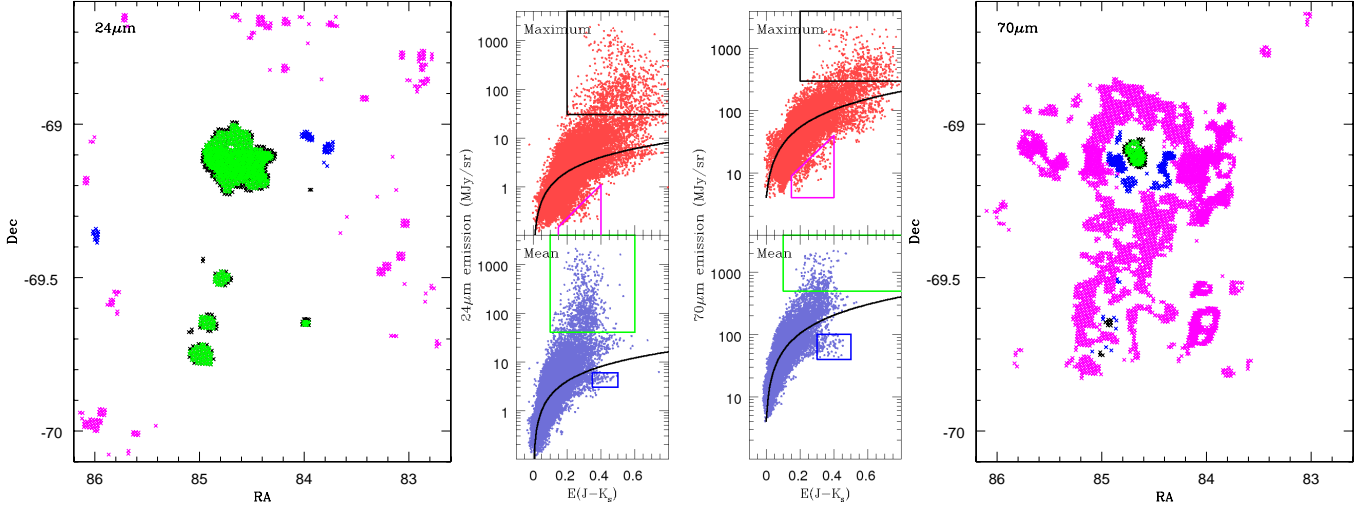 24μm
Dec
-69
-69.5
-70
86
85
84
83
RA
24μm emission (MJy/sr)
Maximum
1000
100
10
1
Mean
1000
100
10
1
0
0.2
0.4
0.6
E(J−Ks)
70μm emission (MJy/sr)
Maximum
1000
100
10
Mean
1000
100
10
0
0.2
0.4
0.6
E(J−Ks)
70μm
Dec
-69
-69.5
-70
86
85
84
83
RA